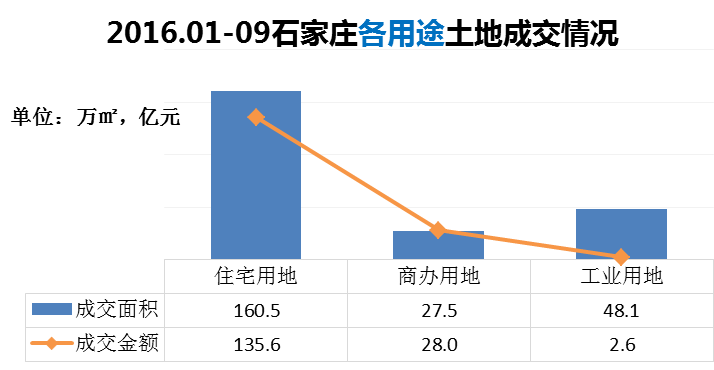 2016.01-09石家庄各用途土地成交情况
单位：万㎡，亿元
住宅用地 商办用地 工业用地
成交面积 160.5 27.5 48.1
成交金额 135.6 28.0 2.6